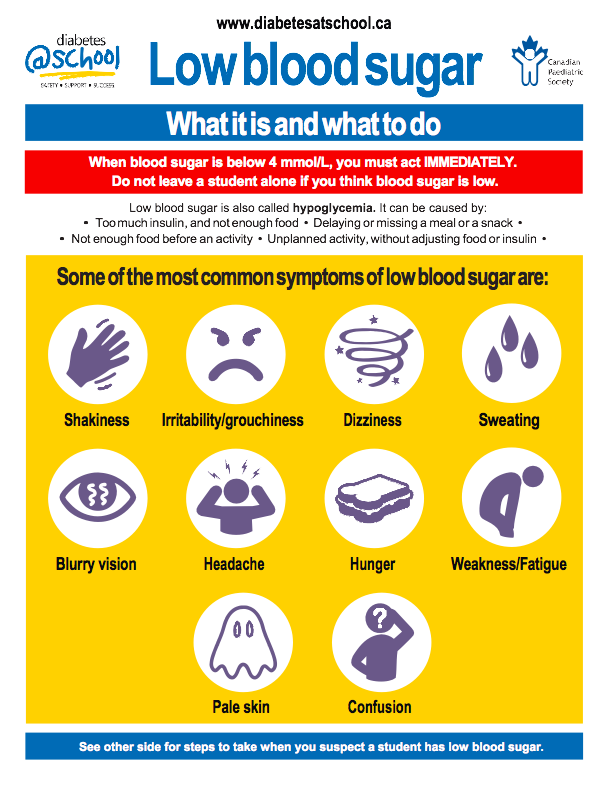 www.diabetesatschool.ca
diabetes
@school
SAFETY • SUPPORT • SUCCESS
Low blood sugar
Canadian
Paediatric
Society
What it is and what to do
When blood sugar is below 4 mmol/L, you must act IMMEDIATELY.
Do not leave a student alone if you think blood sugar is low.
Low blood sugar is also called hypoglycemia. It can be caused by:
• Too much insulin, and not enough food • Delaying or missing a meal or a snack •
• Not enough food before an activity • Unplanned activity, without adjusting food or insulin •
Some of the most common symptoms of low blood sugar are:
Shakiness Irritability/grouchiness Dizziness Sweating
Blurry vision Headache Hunger Weakness/Fatigue
?
Pale skin Confusion
See other side for steps to take when you suspect a student has low blood sugar.